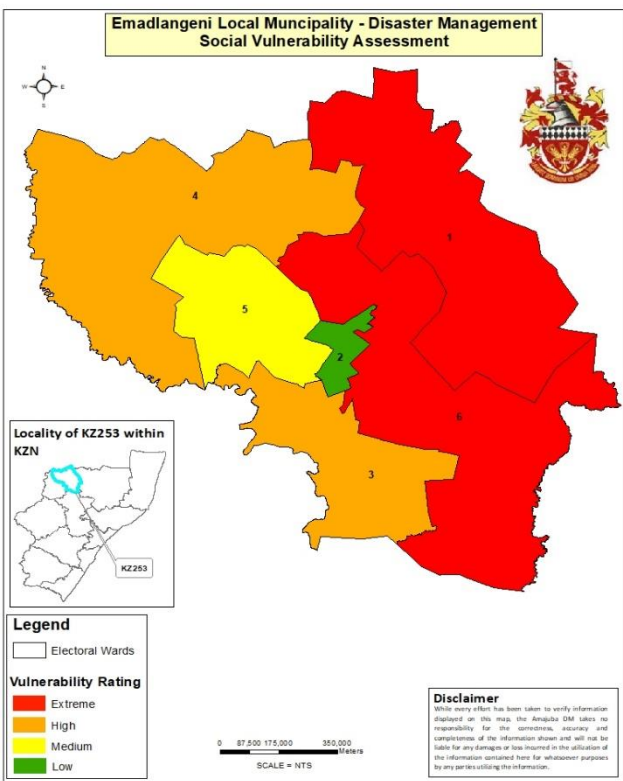 Emadlangeni Local Muncipality - Disaster Management
Social Vulnerability Assessment
N
W E
S
4
1
5
2
6
3
Locality of KZ253 within
KZN
KZ253
Legend
Electoral Wards
Vulnerability Rating
Extreme
High
Medium
Low
0 87,500 175,000 350,000
Meters
SCALE = NTS
Disclaimer
While every effort has been taken to verify information
displayed on this map, the Amajuba DM takes no
responsibility for the correctness, accuracy and
completeness of the information shown and will not be
liable for any damages or loss incurred in the utilization of
the information contained here for whatsoever purposes
by any parties utilizing the information.